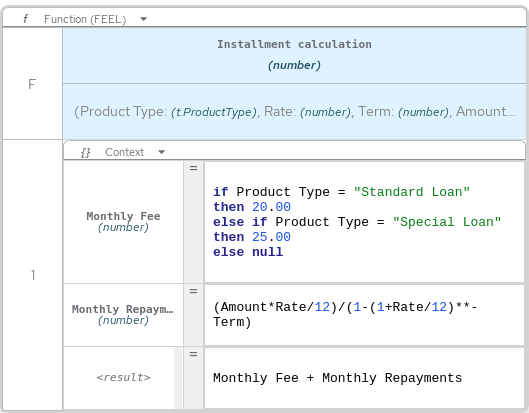 f Function (FEEL)
Installment calculation
(number)
F
(Product Type: (t.ProductType), Rate: (number), Term: (number), Amount...
{} Context
1
Monthly Fee
(number)
=
if Product Type = "Standard Loan"
then 20.00
else if Product Type = "Special Loan"
then 25.00
else null
Monthly Repaym...
(number)
=
(Amount*Rate/12)/(1-(1+Rate/12)**-
Term)
<result>
=
Monthly Fee + Monthly Repayments